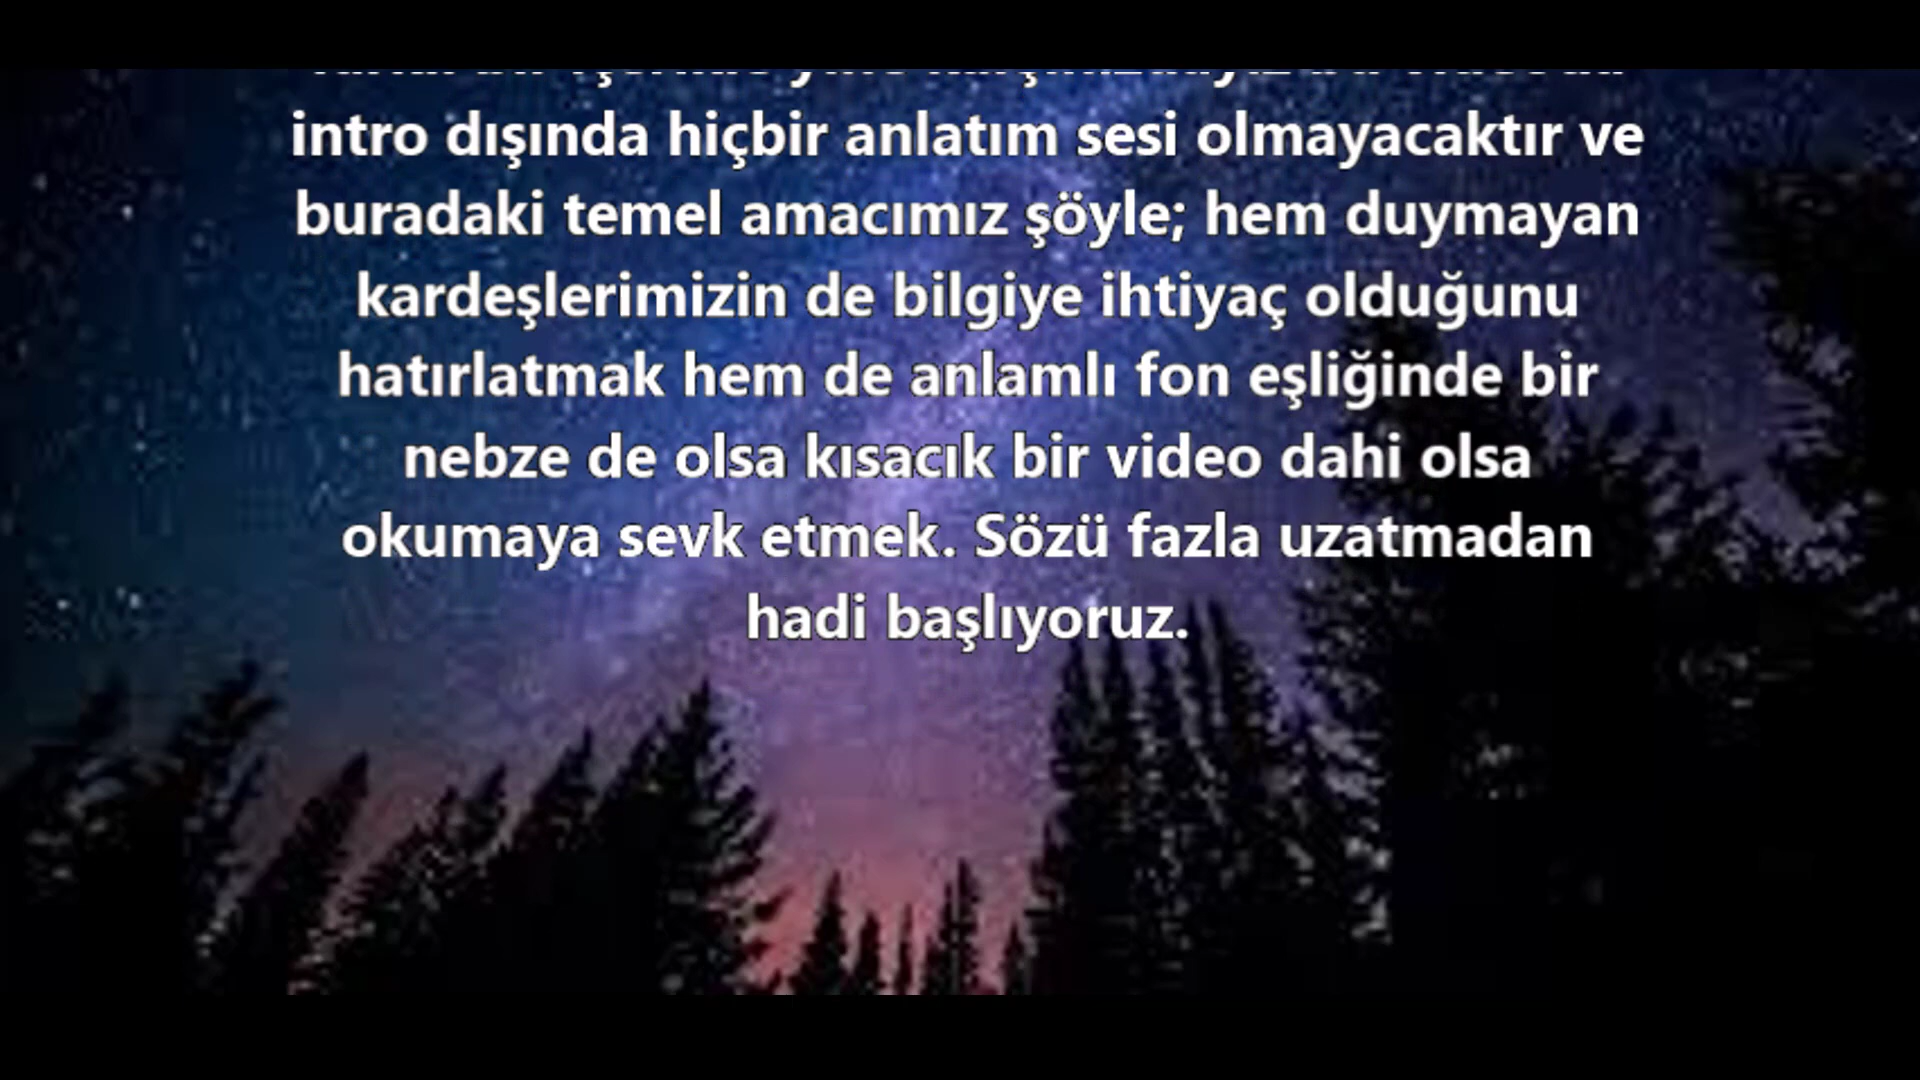 intro dışında hiçbir anlatım sesi olmayacaktır ve
buradaki temel amacımız şöyle; hem duymayan
kardeşlerimizin de bilgiye ihtiyaç olduğunu
hatırlatmak hem de anlamlı fon eşliğinde bir
nebze de olsa kısacık bir video dahi olsa
okumaya sevk etmek. Sözü fazla uzatmadan
hadi başlıyoruz.